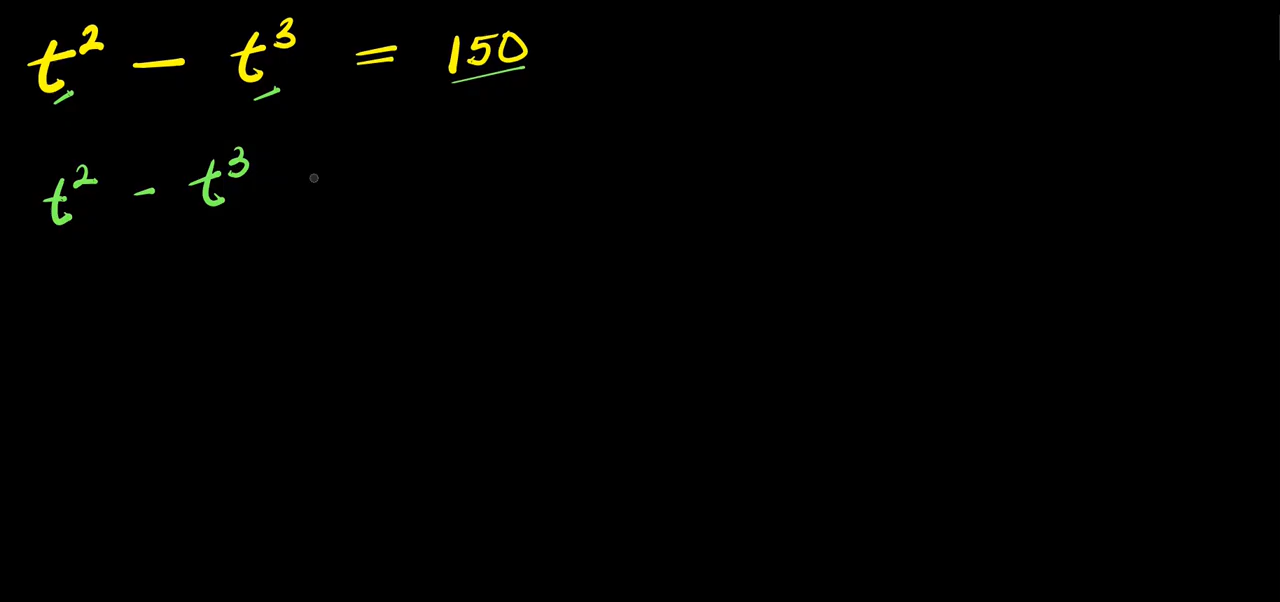 t² − t³ = 150
t² - t³